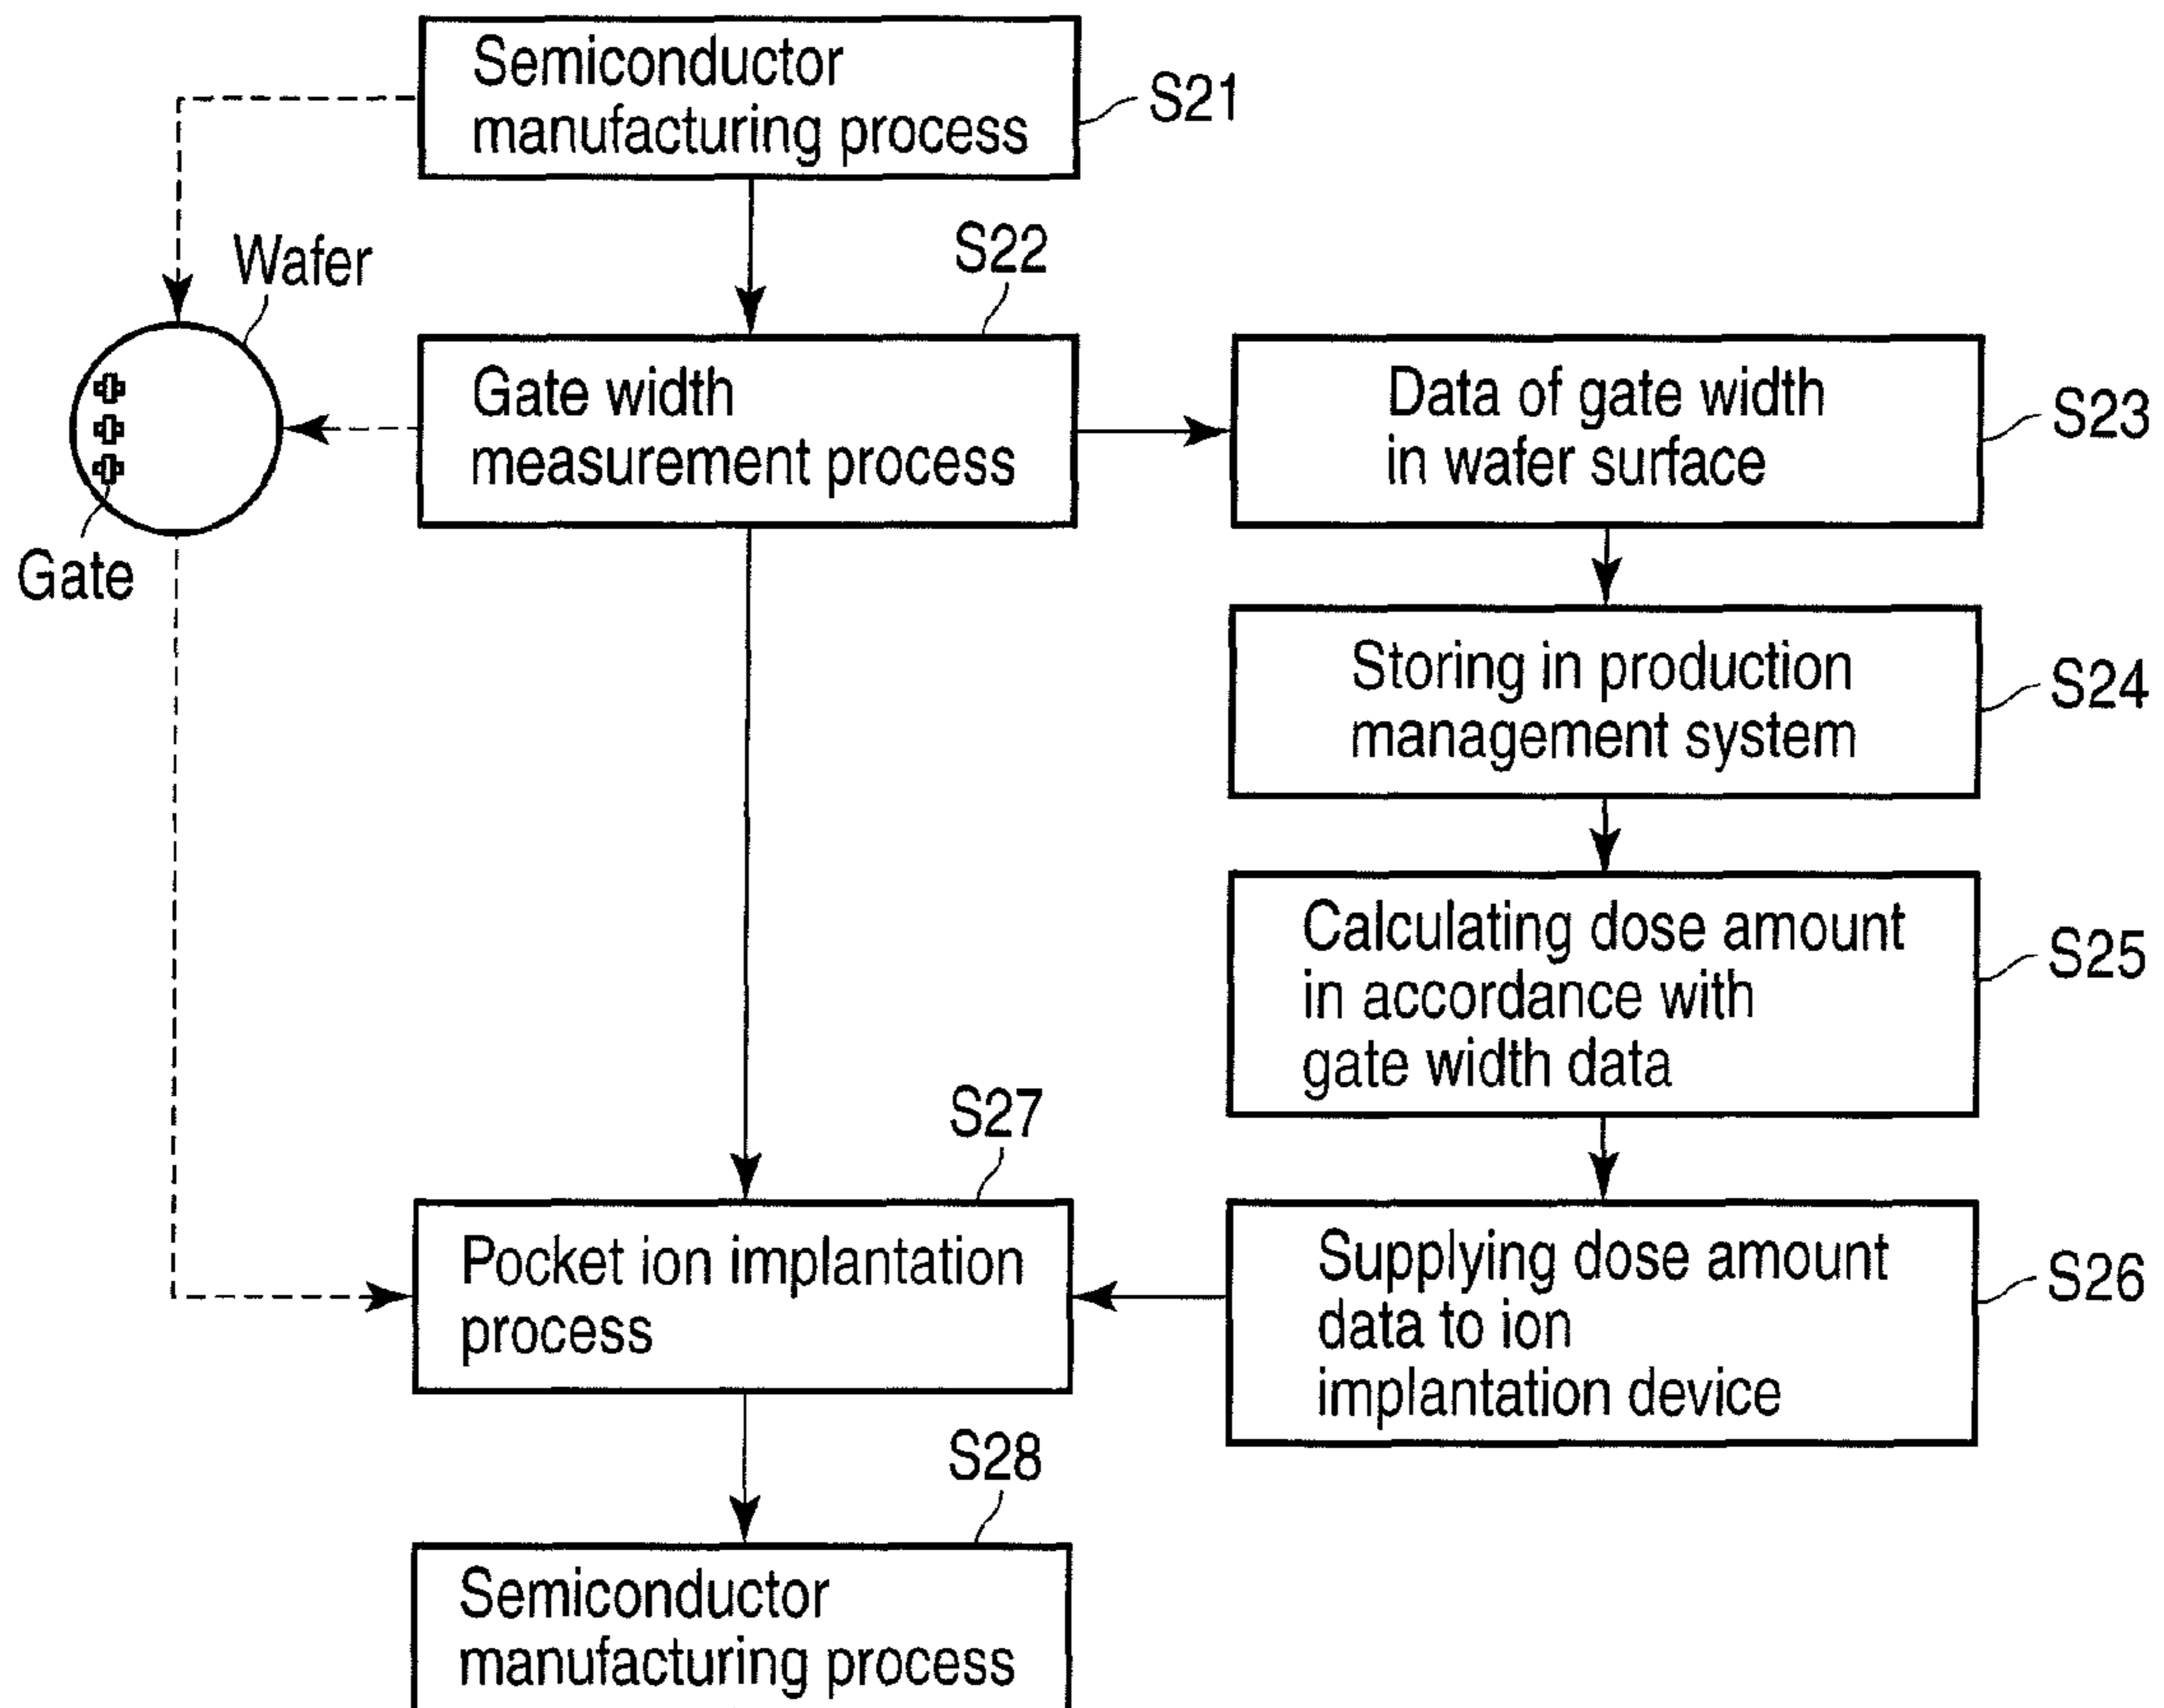 Semiconductor
manufacturing process
S21
Wafer
Gate
S22
Gate width
measurement process
Data of gate width
in wafer surface
S23
Storing in production
management system
S24
Calculating dose amount
in accordance with
gate width data
S25
S27
Pocket ion implantation
process
Supplying dose amount
data to ion
implantation device
S26
S28
Semiconductor
manufacturing process